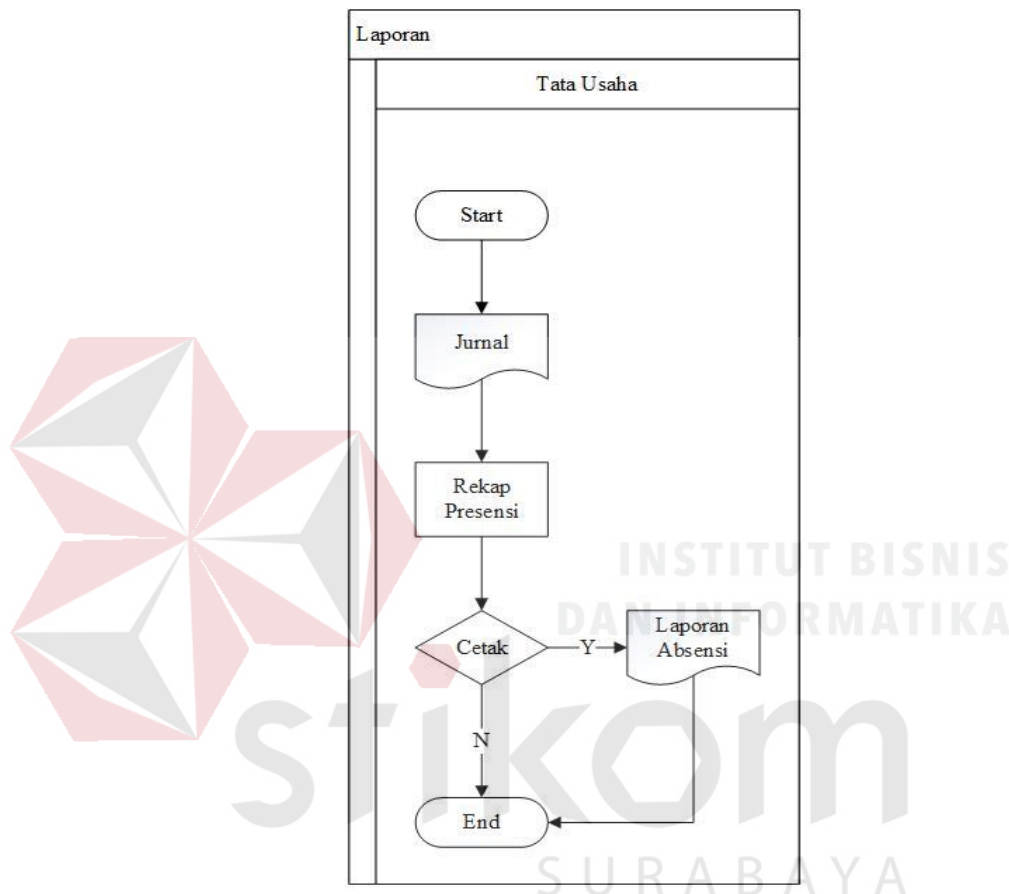 Laporan
Tata Usaha
Start
Jurnal
Rekap
Presensi
INSTITUT BISNIS
DAN INFORMATIKA
Cetak
Y
Laporan
Absensi
stikom
N
End
SURABAYA